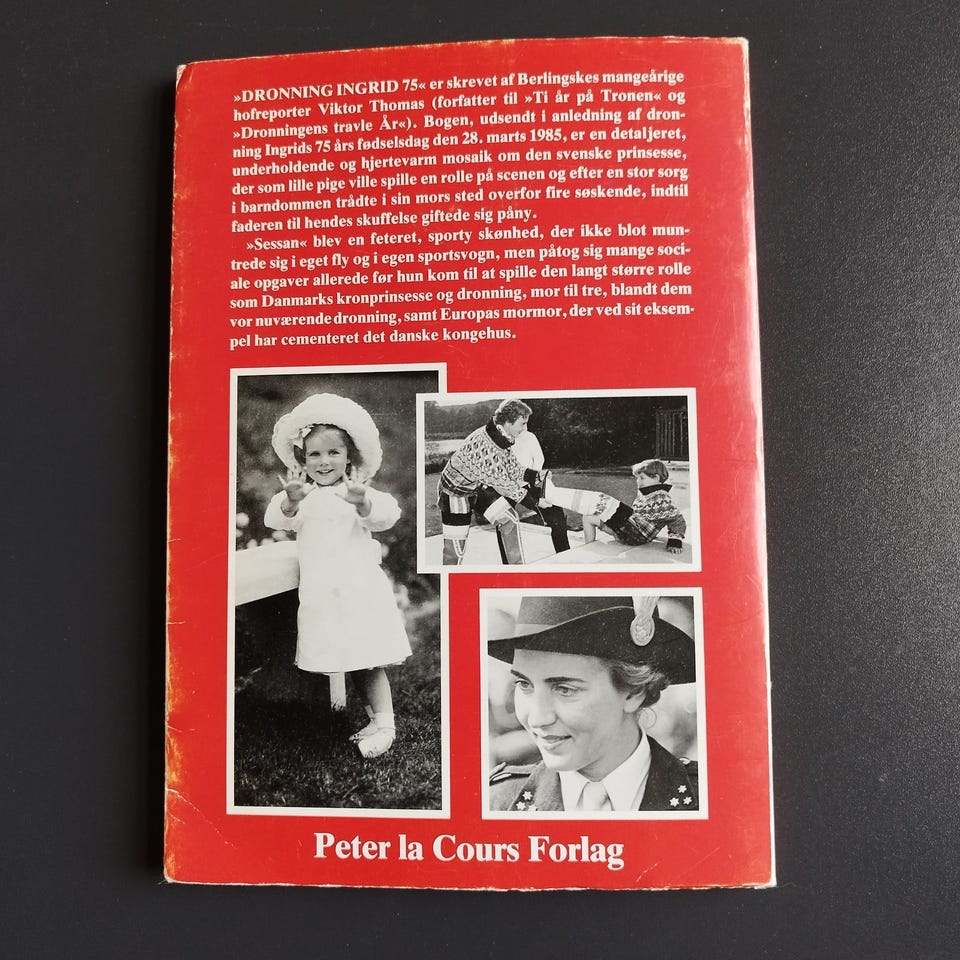 »DRONNING INGRID 75« er skrevet af Berlingskes mangeårige
hofreporter Viktor Thomas (forfatter til »Ti år på Tronen« og
»Dronningens travle År«). Bogen, udsendt i anledning af dron-
ning Ingrids 75 års fødselsdag den 28. marts 1985, er en detaljeret,
underholdende og hjertevarm mosaik om den svenske prinsesse,
der som lille pige ville spille en rolle på scenen og efter en stor sorg
i barndommen trådte i sin mors sted overfor fire søskende, indtil
faderen til hendes skuffelse giftede sig påny.
»Sessan« blev en feteret, sporty skønhed, der ikke blot mun-
trede sig i eget fly og i egen sportsvogn, men påtog sig mange soci-
ale opgaver allerede før hun kom til at spille den langt større rolle
som Danmarks kronprinsesse og dronning, mor til tre, blandt dem
vor nuværende dronning, samt Europas mormor, der ved sit eksem-
pel har cementeret det danske kongehus.
Peter la Cours Forlag